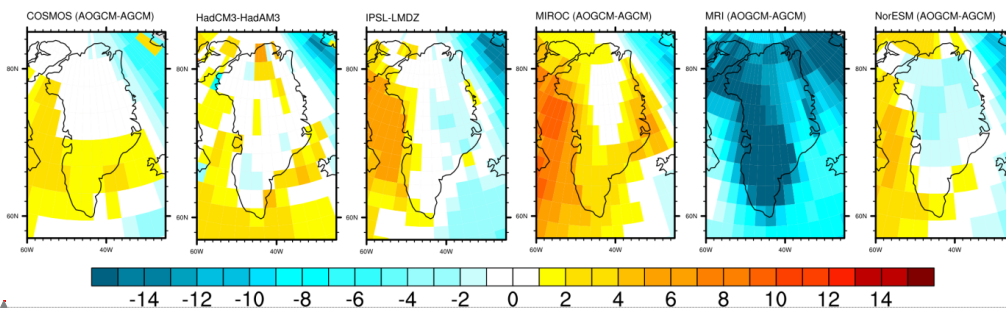 COSMOS (AOGCM-AGCM) HadCM3-HadAM3 IPSL-LMDZ MIROC (AOGCM-AGCM) MRI (AOGCM-AGCM) NorESM (AOGCM-AGCM)
80N 80N 80N 80N 80N 80N
60N 60N 60N 60N 60N 60N
60W 40W 60W 40W 60W 40W 60W 40W 60W 40W 60W 40W
-14 -12 -10 -8 -6 -4 -2 0 2 4 6 8 10 12 14